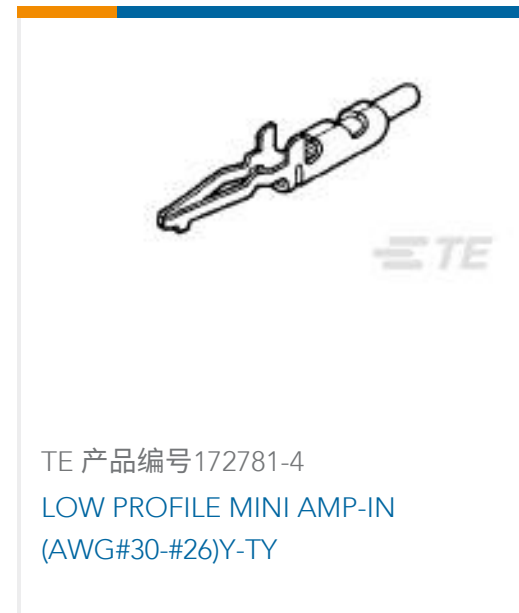 TE
TE 产品编号172781-4
LOW PROFILE MINI AMP-IN
(AWG#30-#26)Y-TY